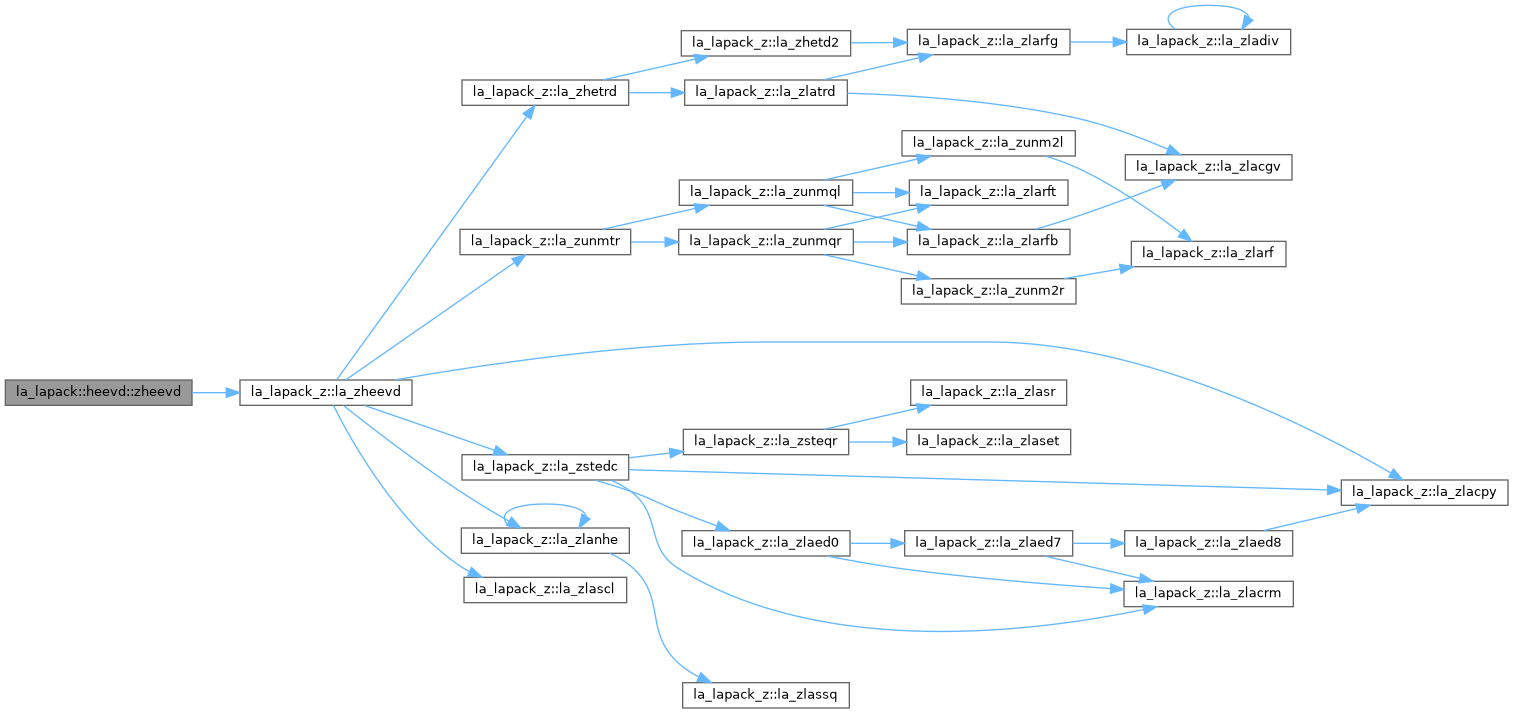 la_lapack::heevd::zheevd
la_lapack_z::la_zheevd
la_lapack_z::la_zhetrd
la_lapack_z::la_zhetd2
la_lapack_z::la_zlarfg
la_lapack_z::la_zladiv
la_lapack_z::la_zlatrd
la_lapack_z::la_zlacgv
la_lapack_z::la_zunmtr
la_lapack_z::la_zunmql
la_lapack_z::la_zunm2l
la_lapack_z::la_zlarft
la_lapack_z::la_zunmqr
la_lapack_z::la_zlarfb
la_lapack_z::la_zunm2r
la_lapack_z::la_zlarf
la_lapack_z::la_zstedc
la_lapack_z::la_zsteqr
la_lapack_z::la_zlasr
la_lapack_z::la_zlaset
la_lapack_z::la_zlacpy
la_lapack_z::la_zlaed0
la_lapack_z::la_zlaed7
la_lapack_z::la_zlaed8
la_lapack_z::la_zlacrm
la_lapack_z::la_zlanhe
la_lapack_z::la_zlascl
la_lapack_z::la_zlassq